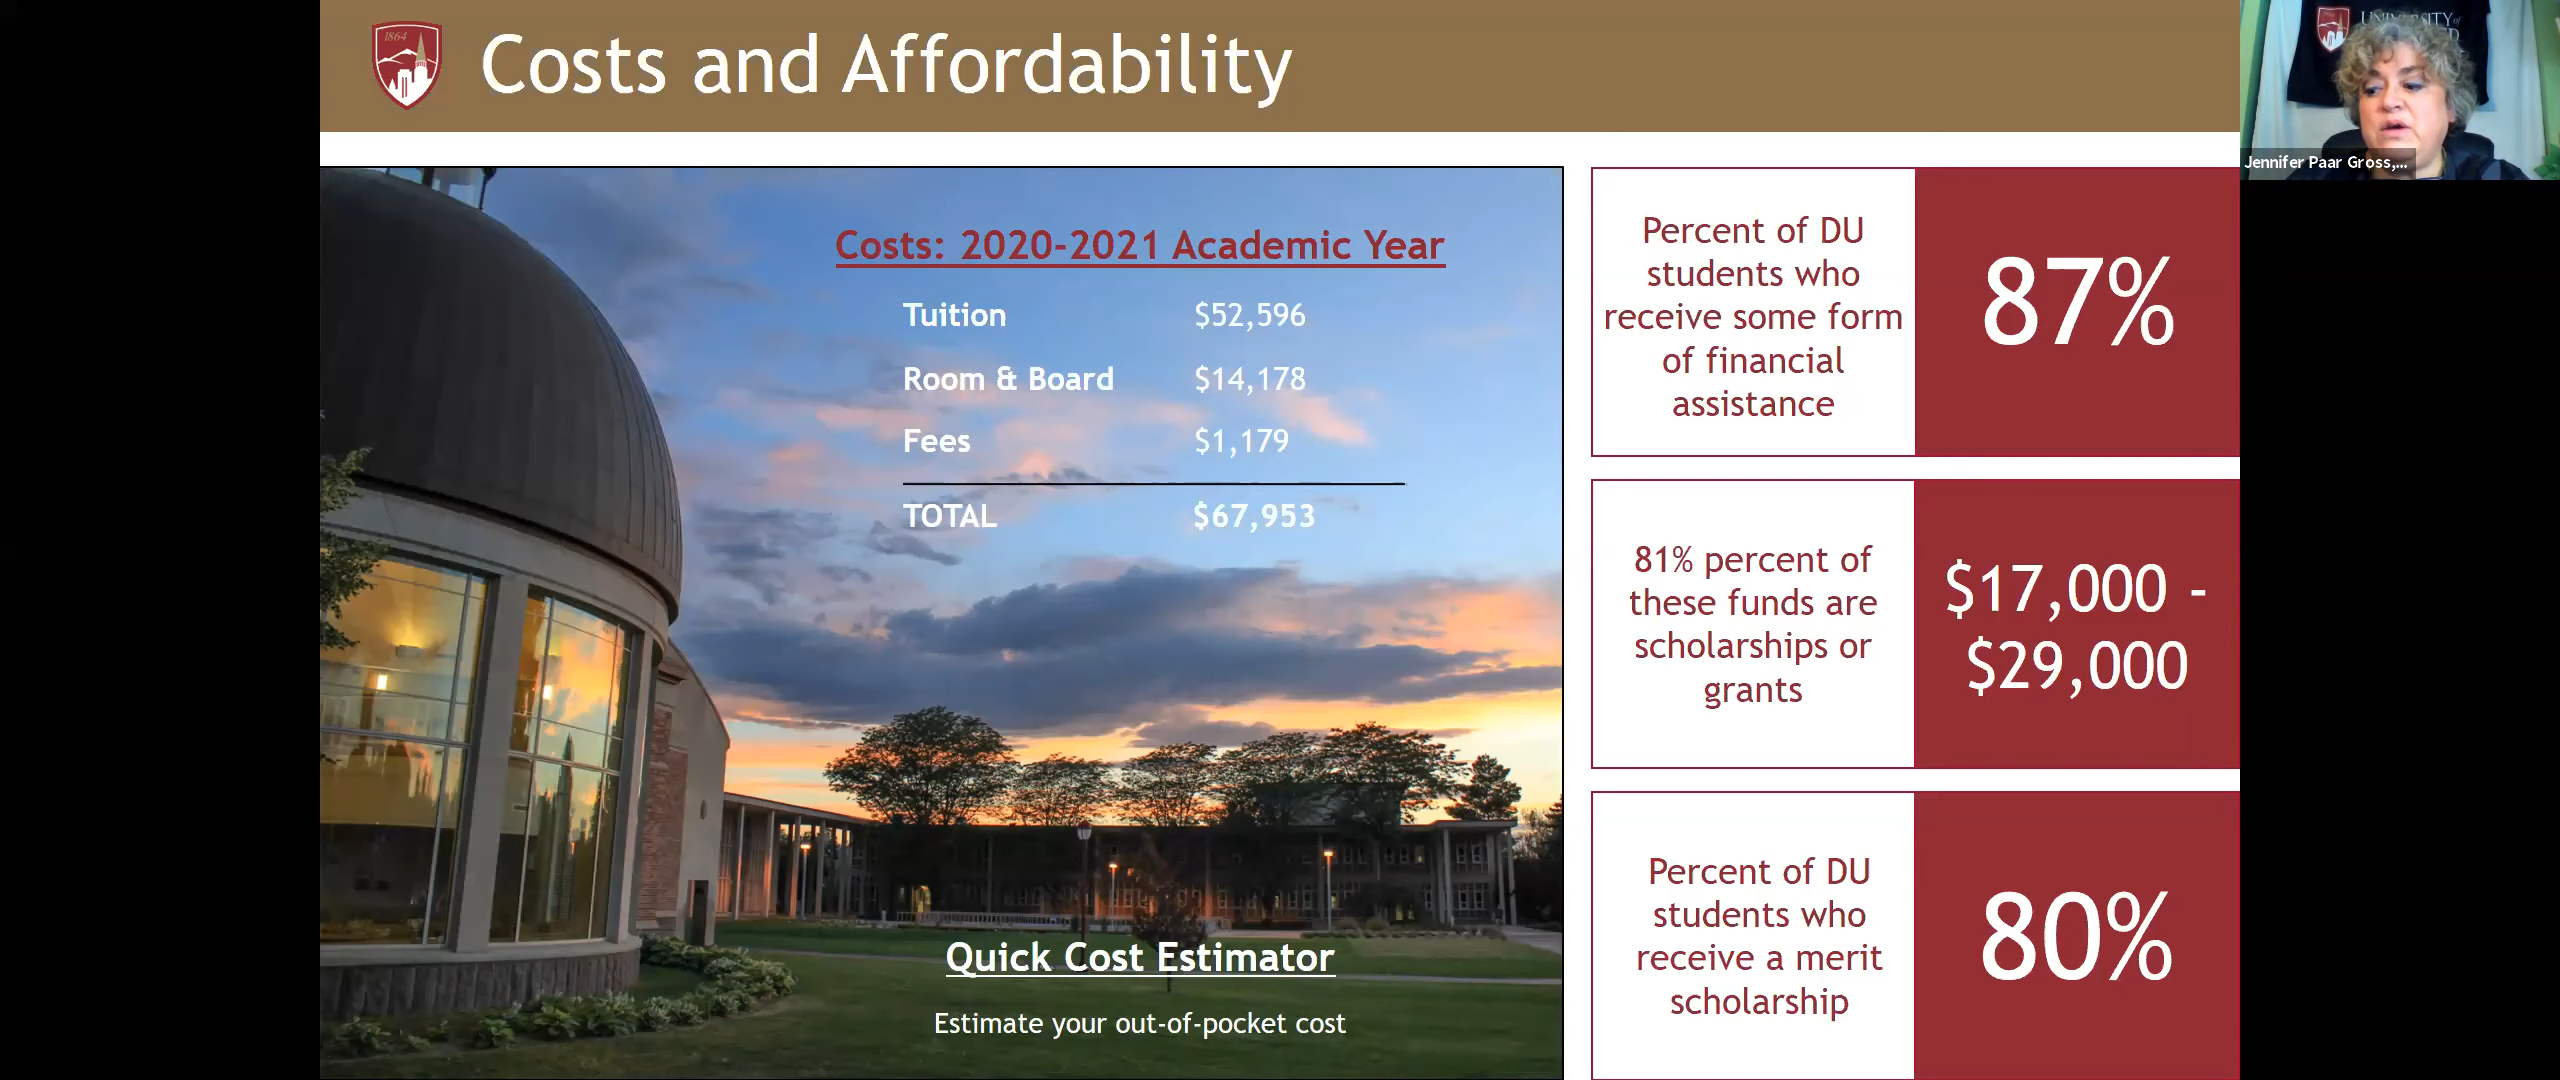 1864
Costs and Affordability
Costs: 2020-2021 Academic Year
Tuition $52,596
Room & Board $14,178
Fees $1,179
TOTAL $67,953
Quick Cost Estimator
Estimate your out-of-pocket cost
Percent of DU
students who
receive some form
of financial
assistance
87%
81% percent of
these funds are
scholarships or
grants
$17,000 -
$29,000
Percent of DU
students who
receive a merit
scholarship
80%
Jennifer Paar Gross,...